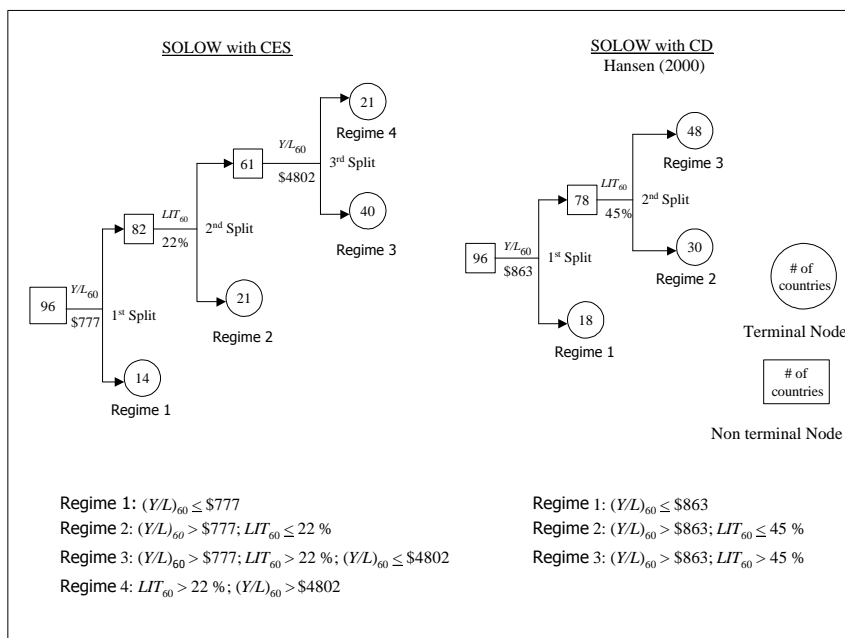 SOLOW with CES
21
Regime 4
Y/L60
61
3rd Split
$4802
LIT60
82
2nd Split
22%
40
Regime 3
Y/L60
96
1st Split
$777
21
Regime 2
14
Regime 1
SOLOW with CD
Hansen (2000)
48
Regime 3
LIT60
78
2nd Split
45%
Y/L60
96
1st Split
$863
30
Regime 2
18
Regime 1
# of
countries
Terminal Node
# of
countries
Non terminal Node
Regime 1: (Y/L)60 ≤ $777
Regime 2: (Y/L)60 > $777; LIT60 ≤ 22 %
Regime 3: (Y/L)60 > $777; LIT60 > 22 %; (Y/L)60 ≤ $4802
Regime 4: LIT60 > 22 %; (Y/L)60 > $4802
Regime 1: (Y/L)60 ≤ $863
Regime 2: (Y/L)60 > $863; LIT60 ≤ 45 %
Regime 3: (Y/L)60 > $863; LIT60 > 45 %